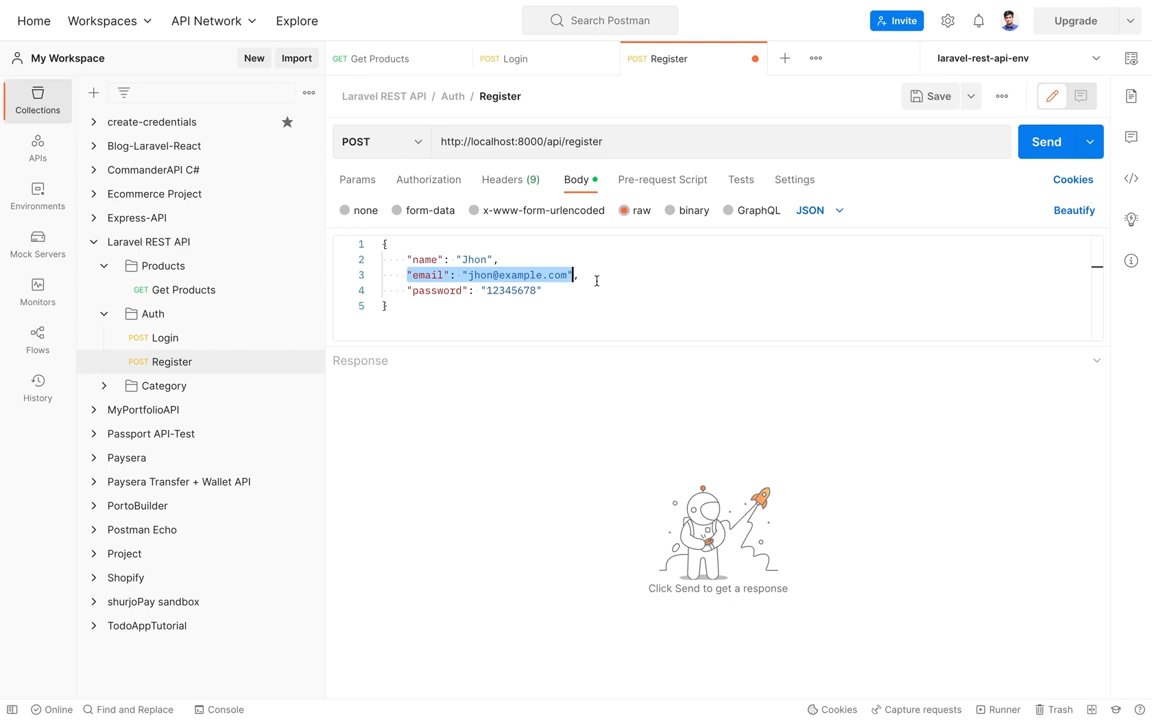 Home Workspaces API Network Explore Search Postman Invite Upgrade
My Workspace New Import GET Get Products POST Login POST Register laravel-rest-api-env
Collections
APIs
Environments
Mock Servers
Monitors
Flows
History
create-credentials
Blog-Laravel-React
CommanderAPI C#
Ecommerce Project
Express-API
Laravel REST API
Products
GET Get Products
Auth
POST Login
POST Register
Category
MyPortfolioAPI
Passport API-Test
Paysera
Paysera Transfer + Wallet API
PortoBuilder
Postman Echo
Project
Shopify
shurjoPay sandbox
TodoAppTutorial
Laravel REST API / Auth / Register Save
POST http://localhost:8000/api/register Send
Params Authorization Headers (9) Body Pre-request Script Tests Settings Cookies
none form-data x-www-form-urlencoded raw binary GraphQL JSON Beautify
1 {
2 "name": "Jhon",
3 "email": "jhon@example.com",
4 "password": "12345678"
5 }
Response
Click Send to get a response
Online Find and Replace Console Cookies Capture requests Runner Trash